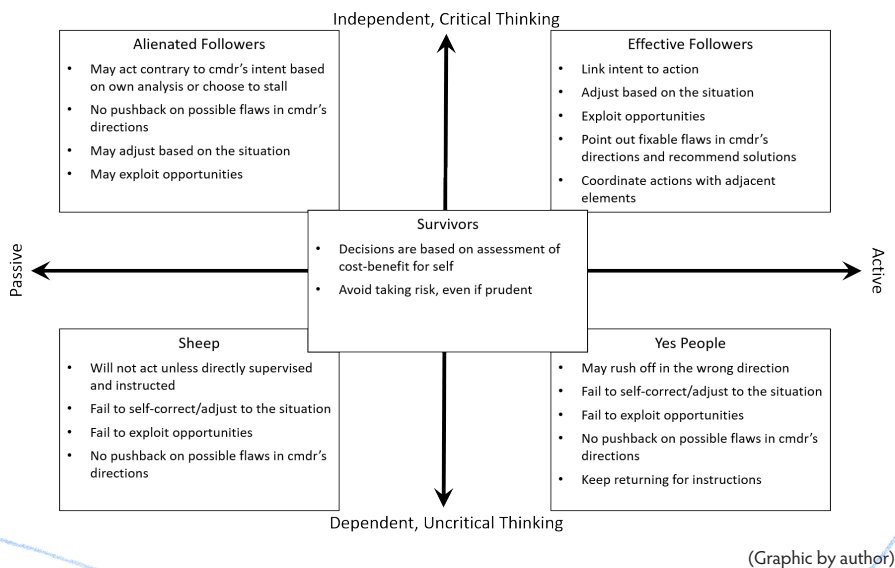 Independent, Critical Thinking
Alienated Followers
• May act contrary to cmdr's intent based
on own analysis or choose to stall
• No pushback on possible flaws in cmdr's
directions
• May adjust based on the situation
• May exploit opportunities
Effective Followers
• Link intent to action
• Adjust based on the situation
• Exploit opportunities
• Point out fixable flaws in cmdr's
directions and recommend solutions
• Coordinate actions with adjacent
elements
Passive
Survivors
• Decisions are based on assessment of
cost-benefit for self
• Avoid taking risk, even if prudent
Active
Sheep
• Will not act unless directly supervised
and instructed
• Fail to self-correct/adjust to the situation
• Fail to exploit opportunities
• No pushback on possible flaws in cmdr's
directions
Yes People
• May rush off in the wrong direction
• Fail to self-correct/adjust to the situation
• Fail to exploit opportunities
• No pushback on possible flaws in cmdr's
directions
• Keep returning for instructions
Dependent, Uncritical Thinking
(Graphic by author)